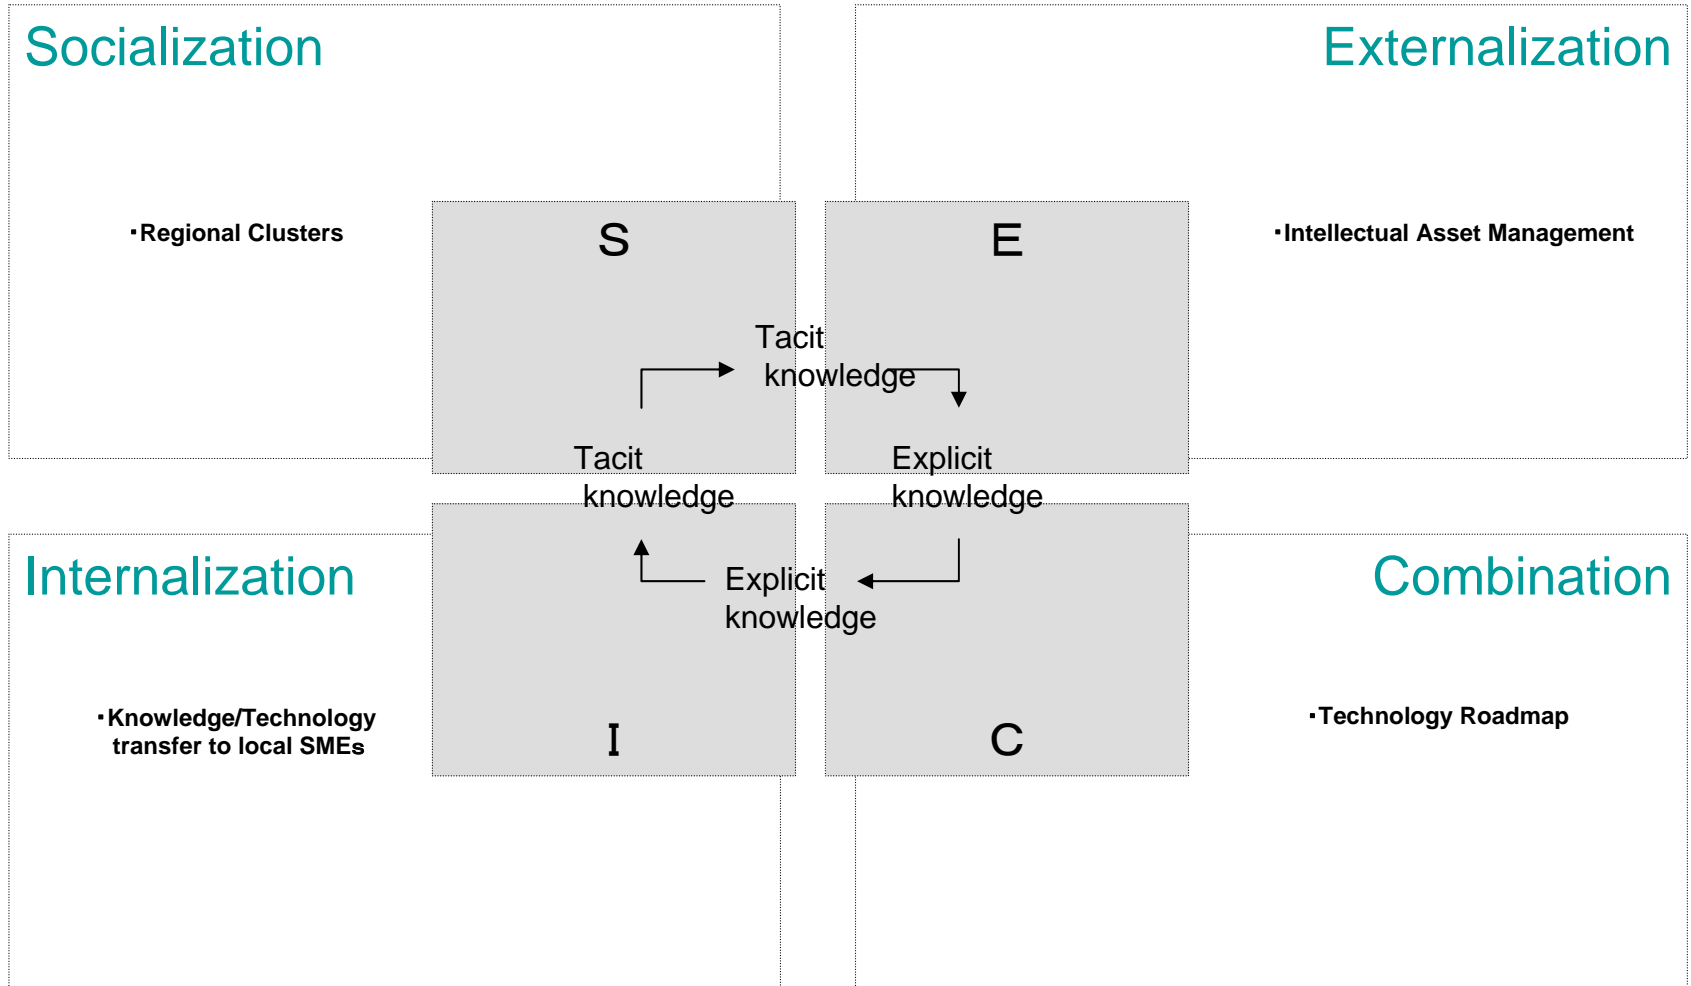 Socialization
Externalization
・Regional Clusters
S
E
・Intellectual Asset Management
Tacit
knowledge
Tacit
knowledge
Explicit
knowledge
Internalization
Combination
Explicit
knowledge
・Knowledge/Technology
transfer to local SMEs
I
C
・Technology Roadmap